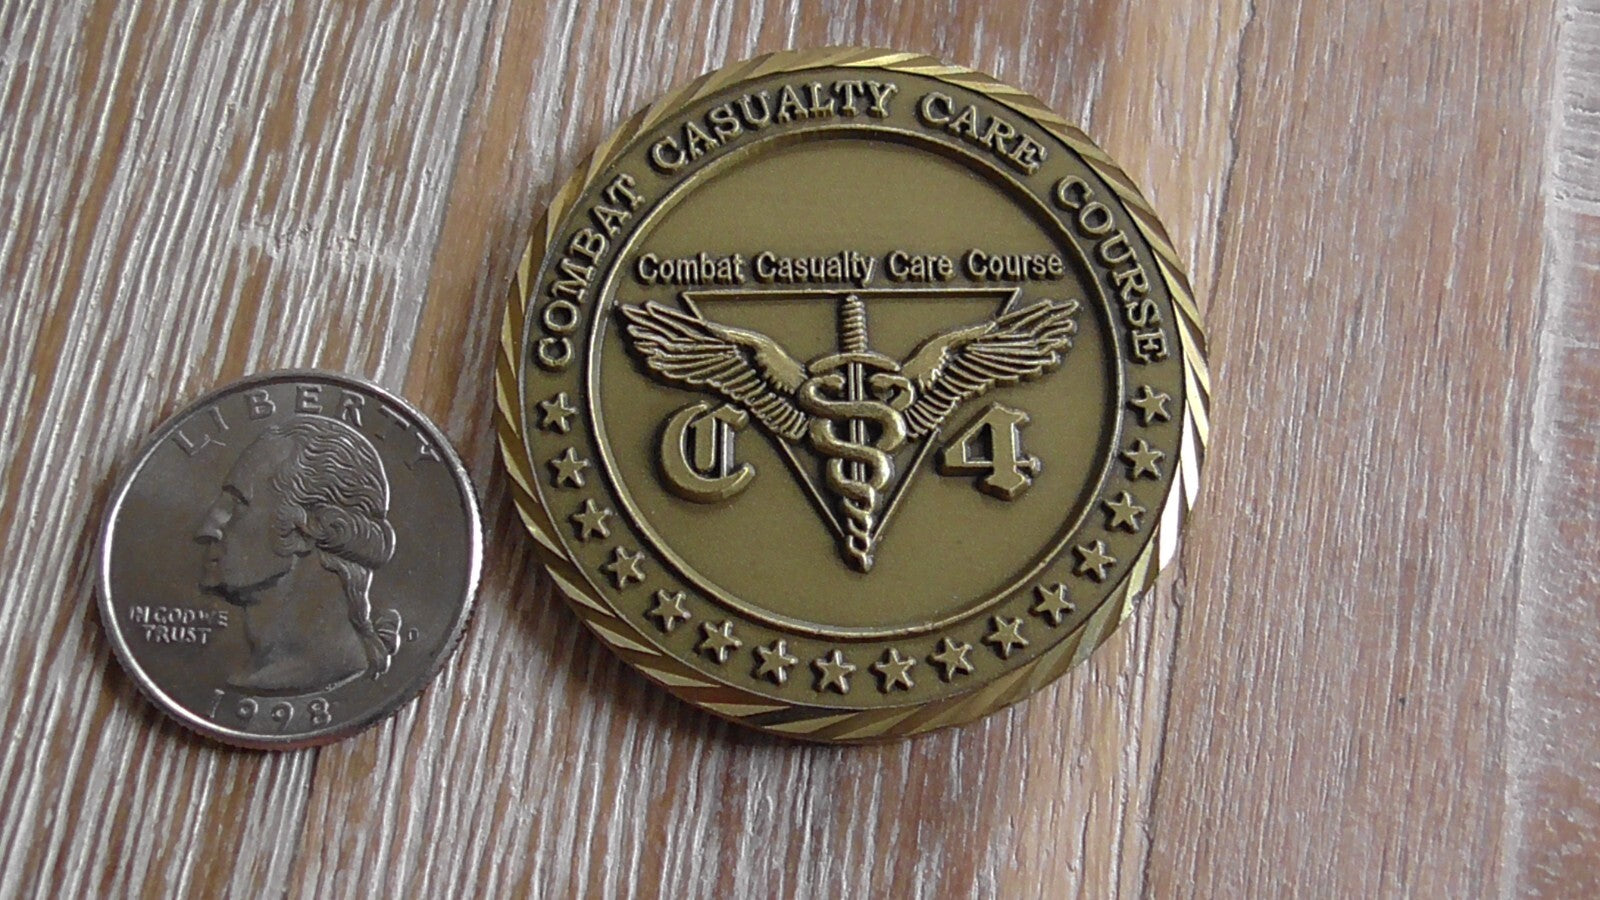 COMBAT CASUALTY CARE COURSE
Combat Casualty Care Course
C 4
LIBERTY
IN GOD WE
TRUST
D
1998